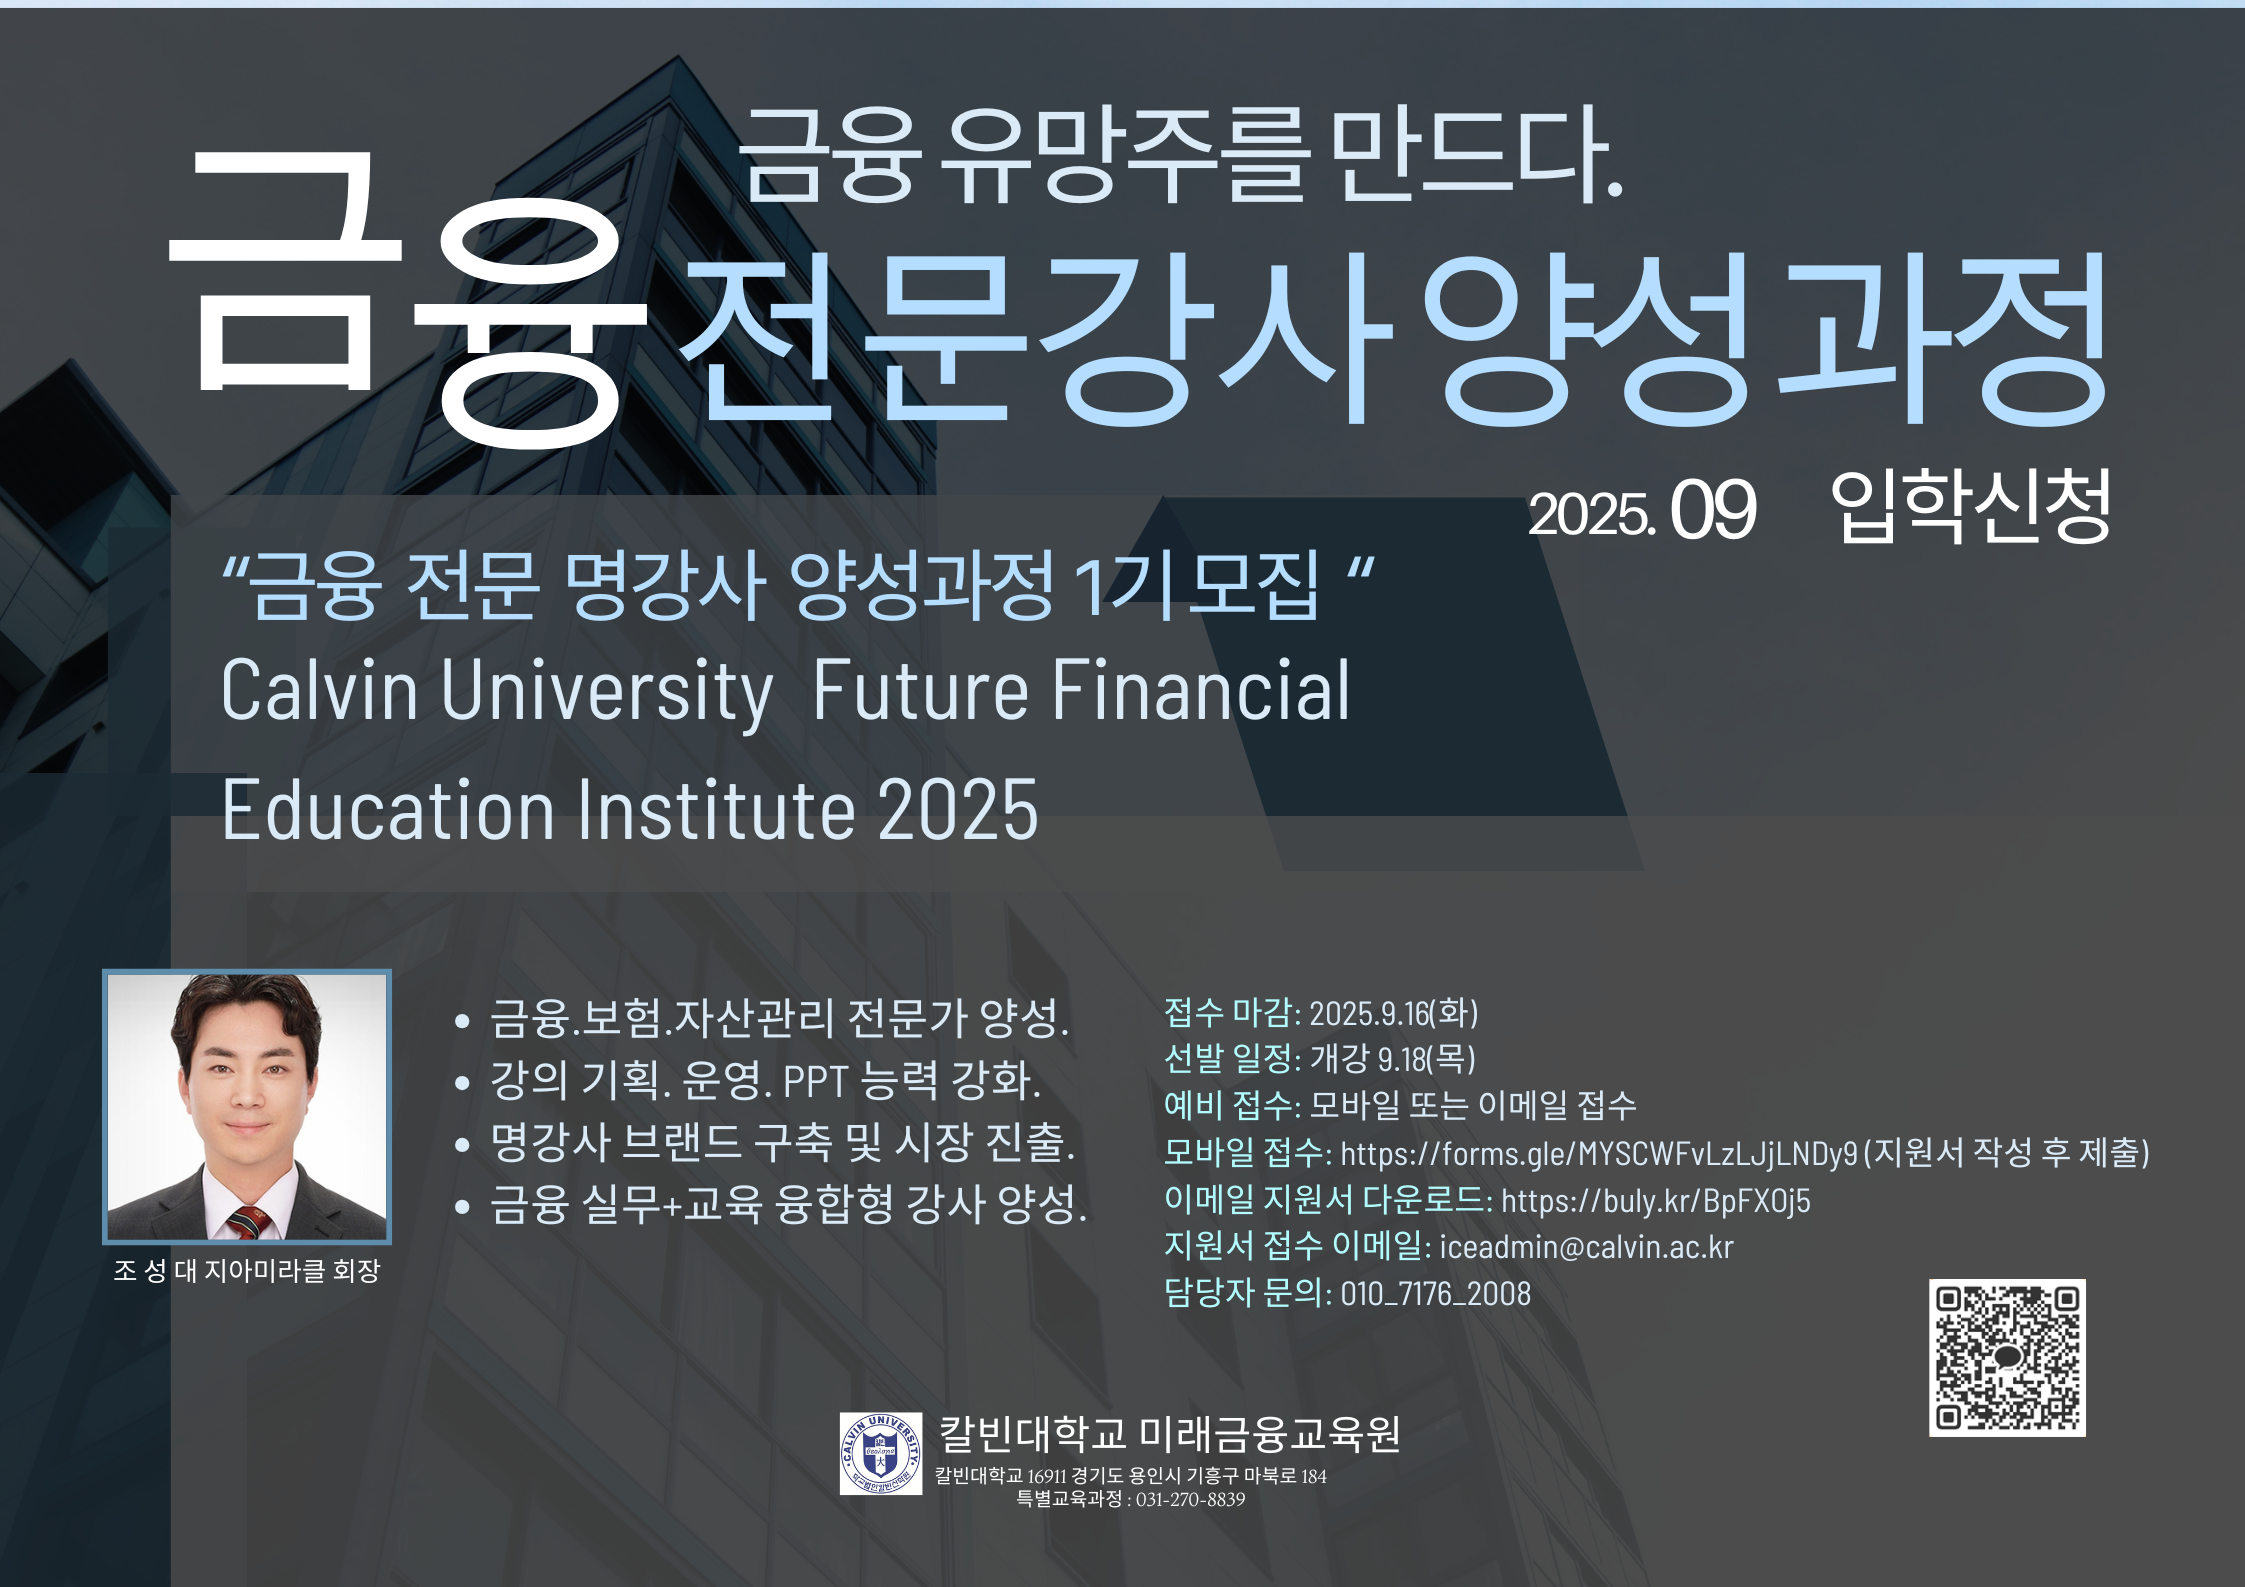 금융 유망주를 만드다.
금융 전문강사 양성 과정
2025. 09 입학신청
“금융 전문 명강사 양성과정 1기 모집 “
Calvin University Future Financial
Education Institute 2025
조 성 대 지아미라클 회장
• 금융.보험.자산관리 전문가 양성.
• 강의 기획. 운영. PPT 능력 강화.
• 명강사 브랜드 구축 및 시장 진출.
• 금융 실무+교육 융합형 강사 양성.
접수 마감: 2025.9.16(화)
선발 일정: 개강 9.18(목)
예비 접수: 모바일 또는 이메일 접수
모바일 접수: https://forms.gle/MYSCWFvLzLJjLNDy9 (지원서 작성 후 제출)
이메일 지원서 다운로드: https://buly.kr/BpFX0j5
지원서 접수 이메일: iceadmin@calvin.ac.kr
담당자 문의: 010_7176_2008
CALVIN UNIVERSITY
칼빈대학교 미래금융교육원
칼빈대학교 16911 경기도 용인시 기흥구 마북로 184
특별교육과정 : 031-270-8839